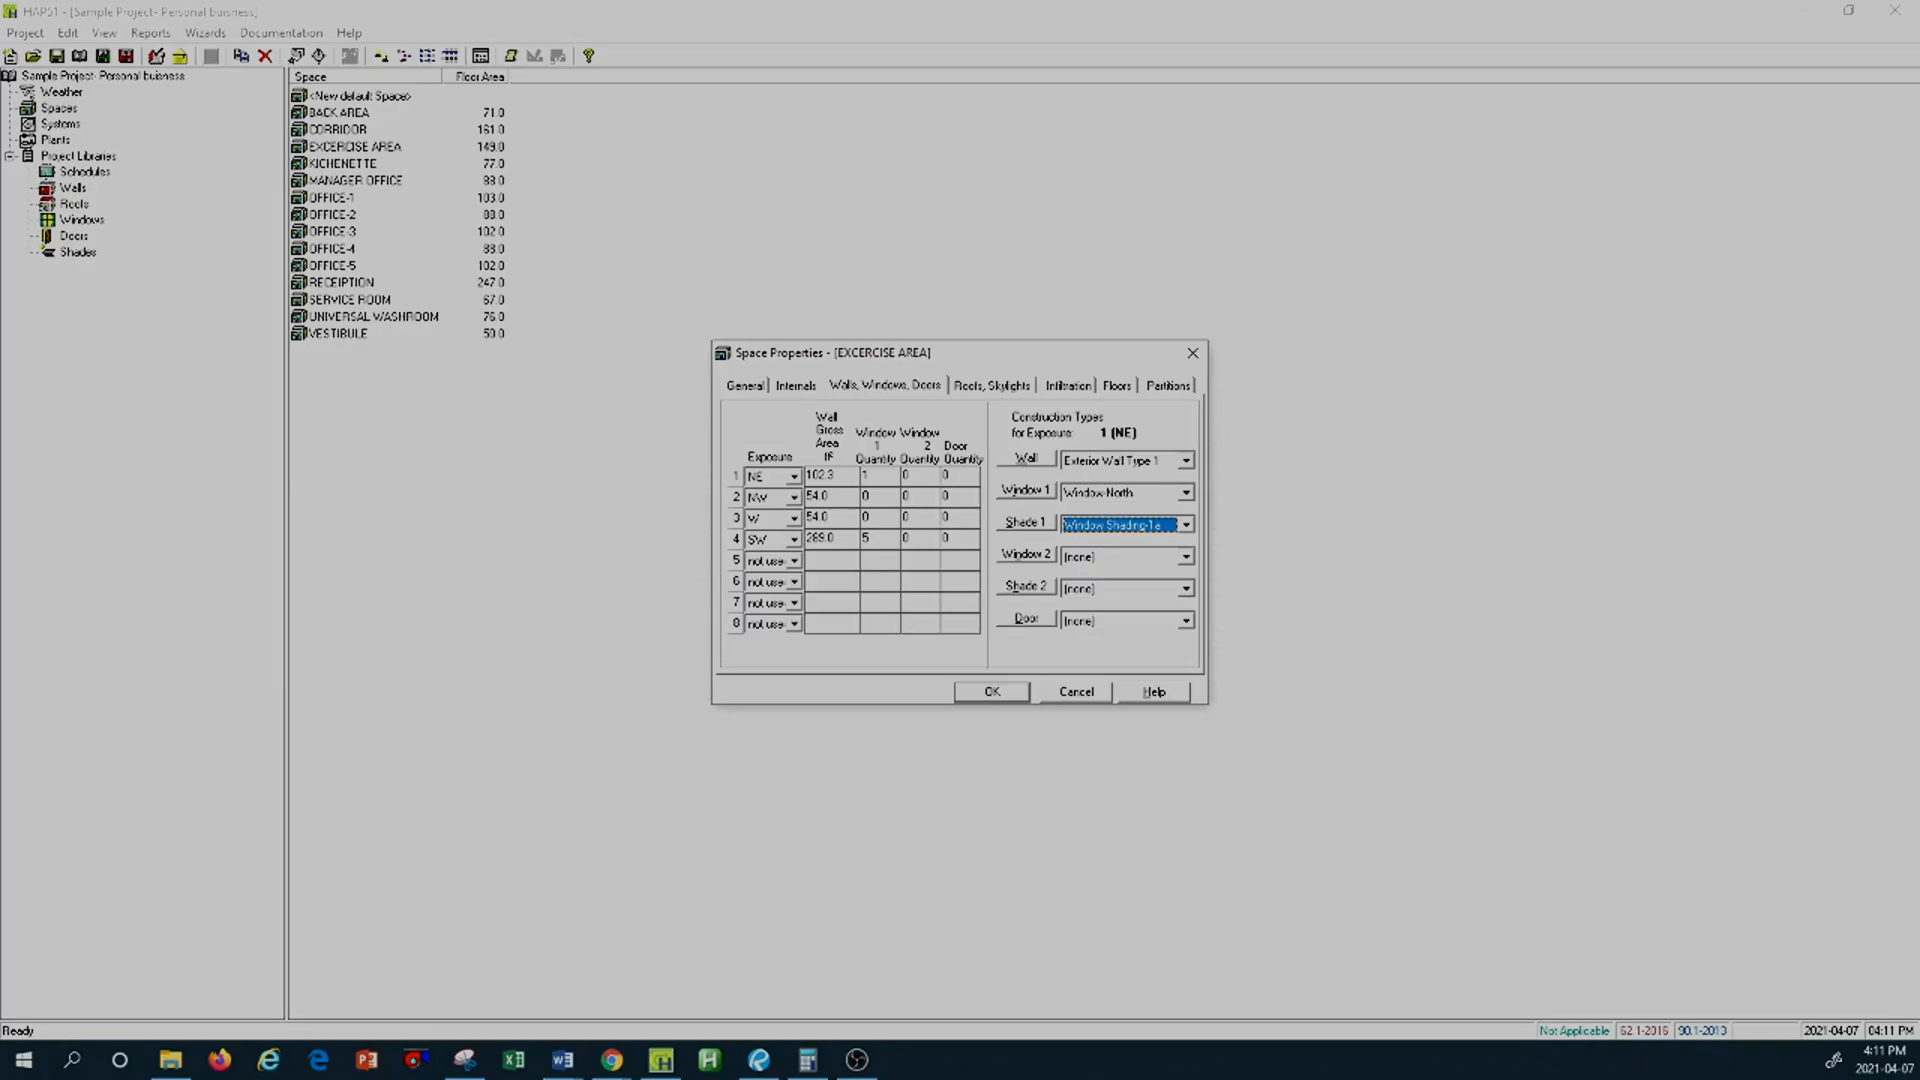 HAP51 - [Sample Project- Personal buisness]
Project Edit View Reports Wizards Documentation Help
Sample Project- Personal buisness
Weather
Spaces
Systems
Plants
Project Libraries
Schedules
Walls
Roofs
Windows
Doors
Shades
Space Floor Area
<New default Space>
BACK AREA 71.0
CORRIDOR 161.0
EXCERCISE AREA 149.0
KICHENETTE 77.0
MANAGER OFFICE 88.0
OFFICE-1 103.0
OFFICE-2 88.0
OFFICE-3 102.0
OFFICE-4 88.0
OFFICE-5 102.0
RECEIPTION 247.0
SERVICE ROOM 67.0
UNIVERSAL WASHROOM 76.0
VESTIBULE 50.0
Space Properties - [EXCERCISE AREA]
General Internals Walls, Windows, Doors Roofs, Skylights Infiltration Floors Partitions
Exposure
Wall Gross Area ft²
Window 1 Quantity
Window 2 Quantity
Door Quantity
1 NE 102.3 1 0 0
2 NW 54.0 0 0 0
3 W 54.0 0 0 0
4 SW 289.0 5 0 0
5 not use
6 not use
7 not use
8 not use
Construction Types
for Exposure: 1 (NE)
Wall Exterior Wall Type 1
Window 1 Window-North
Shade 1 Window Shading-1a
Window 2 (none)
Shade 2 (none)
Door (none)
OK Cancel Help
Ready
Not Applicable 62.1-2016 90.1-2013 2021-04-07 04:11 PM
4:11 PM
2021-04-07